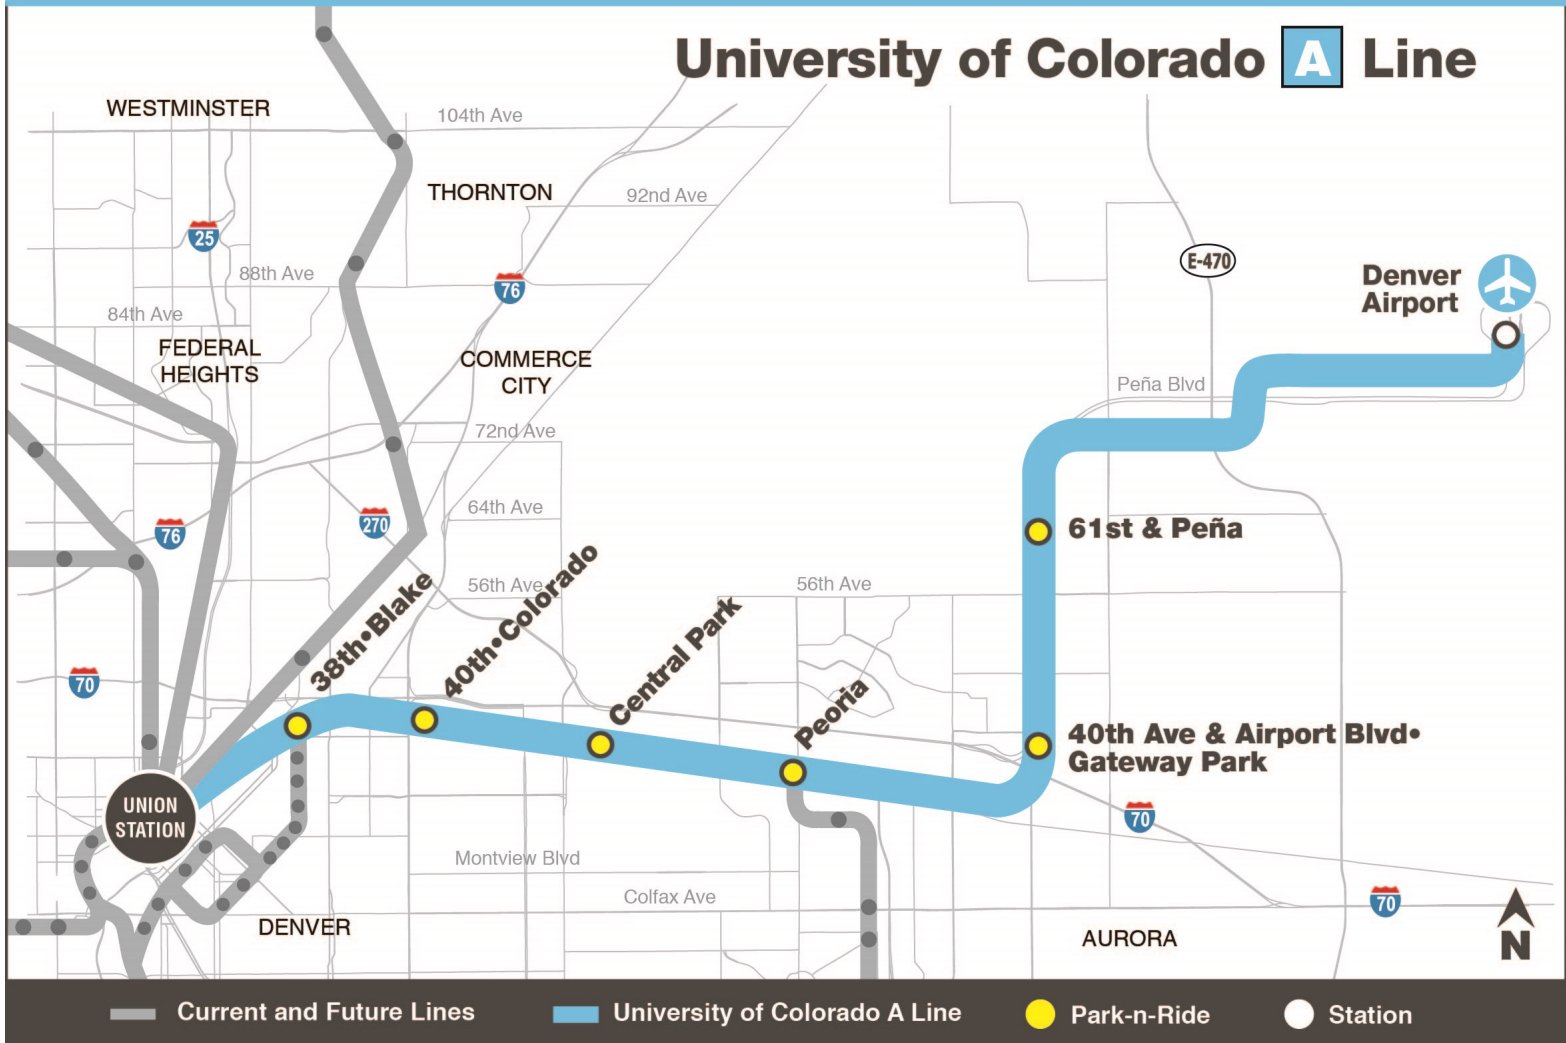 University of Colorado A Line
WESTMINSTER
104th Ave
THORNTON
92nd Ave
25
E-470
88th Ave
76
Denver
Airport
84th Ave
FEDERAL
HEIGHTS
COMMERCE
CITY
Peña Blvd
72nd Ave
64th Ave
76
270
61st & Peña
56th Ave
56th Ave
38th•Blake
40th•Colorado
Central Park
Peoria
70
40th Ave & Airport Blvd•
Gateway Park
UNION
STATION
70
Montview Blvd
Colfax Ave
70
DENVER
AURORA
N
Current and Future Lines
University of Colorado A Line
Park-n-Ride
Station